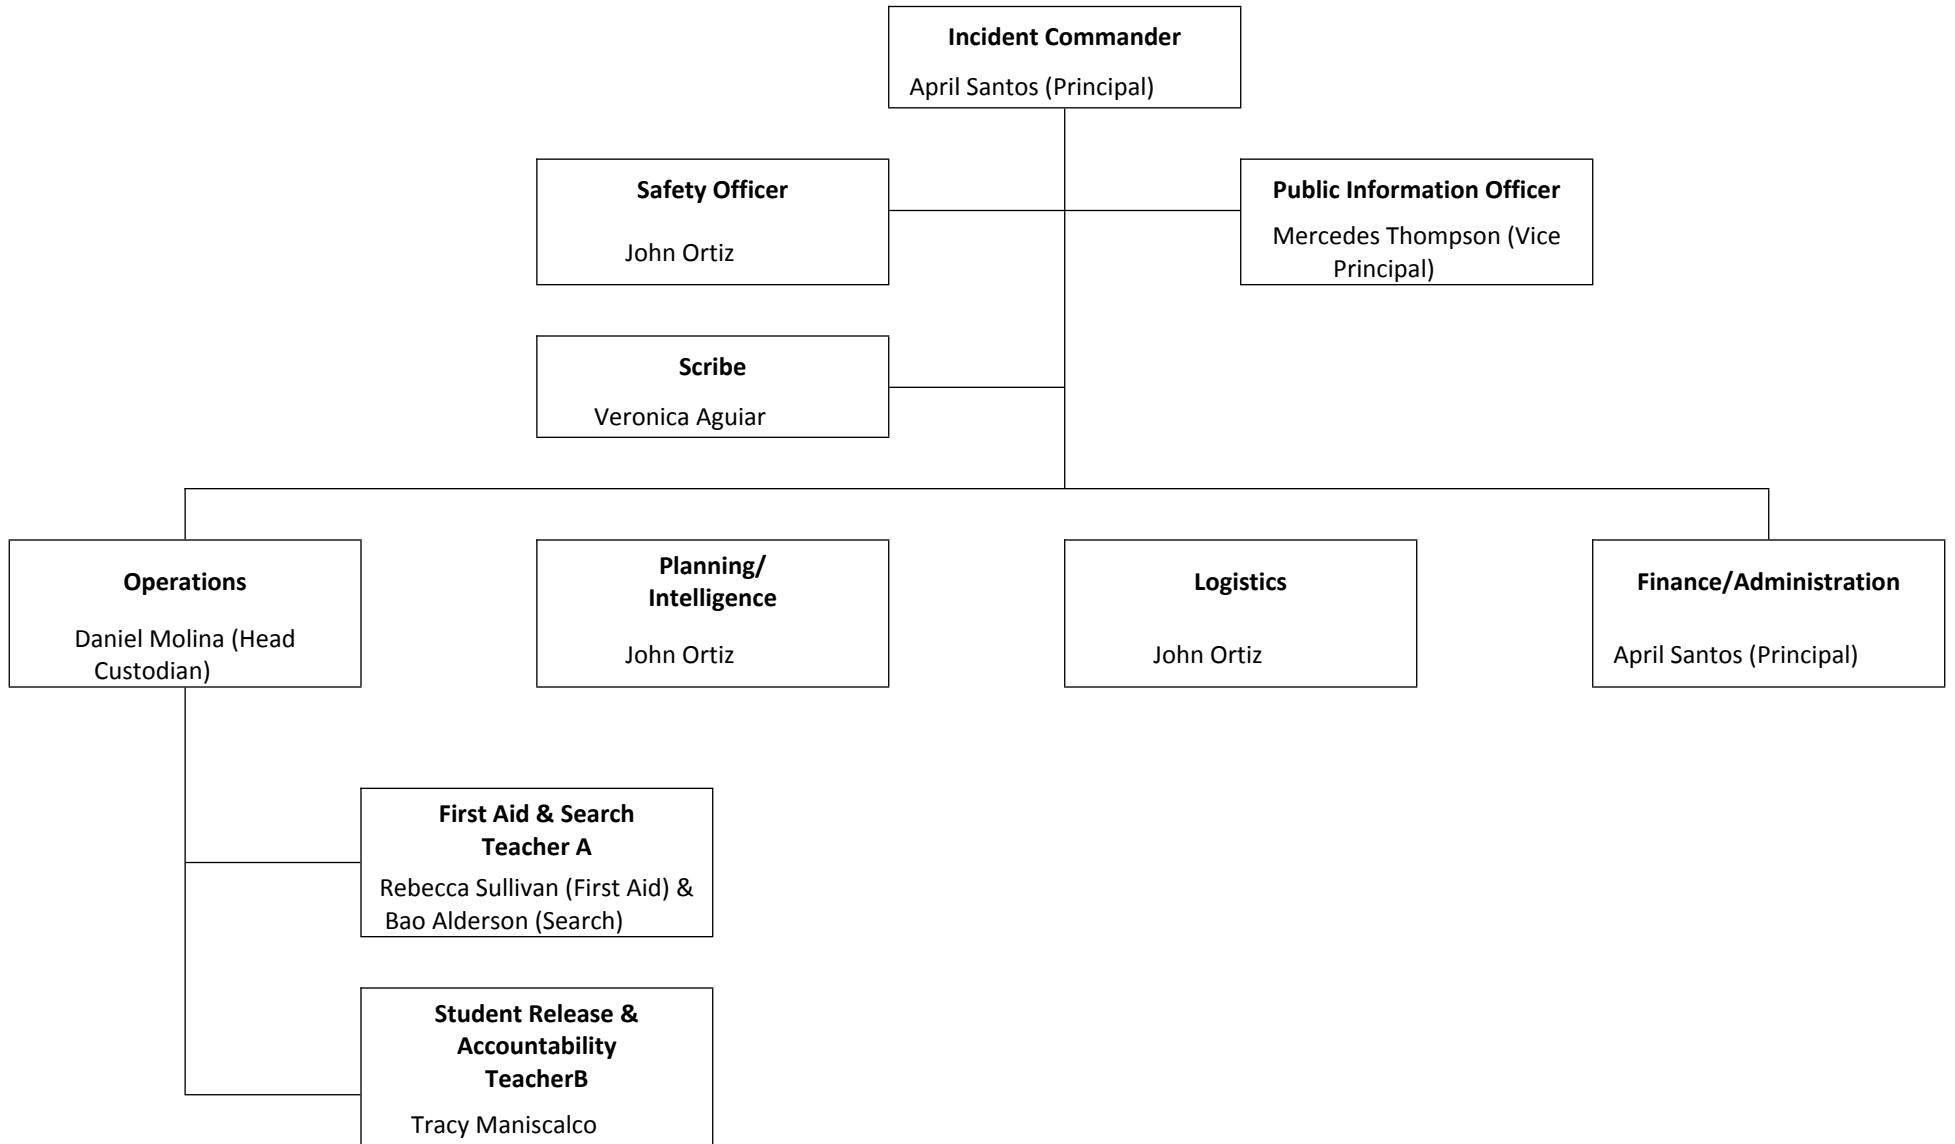 Incident Commander
April Santos (Principal)
Safety Officer
John Ortiz
Public Information Officer
Mercedes Thompson (Vice
Principal)
Scribe
Veronica Aguiar
Operations
Daniel Molina (Head
Custodian)
Planning/
Intelligence
John Ortiz
Logistics
John Ortiz
Finance/Administration
April Santos (Principal)
First Aid & Search
Teacher A
Rebecca Sullivan (First Aid) &
Bao Alderson (Search)
Student Release &
Accountability
TeacherB
Tracy Maniscalco